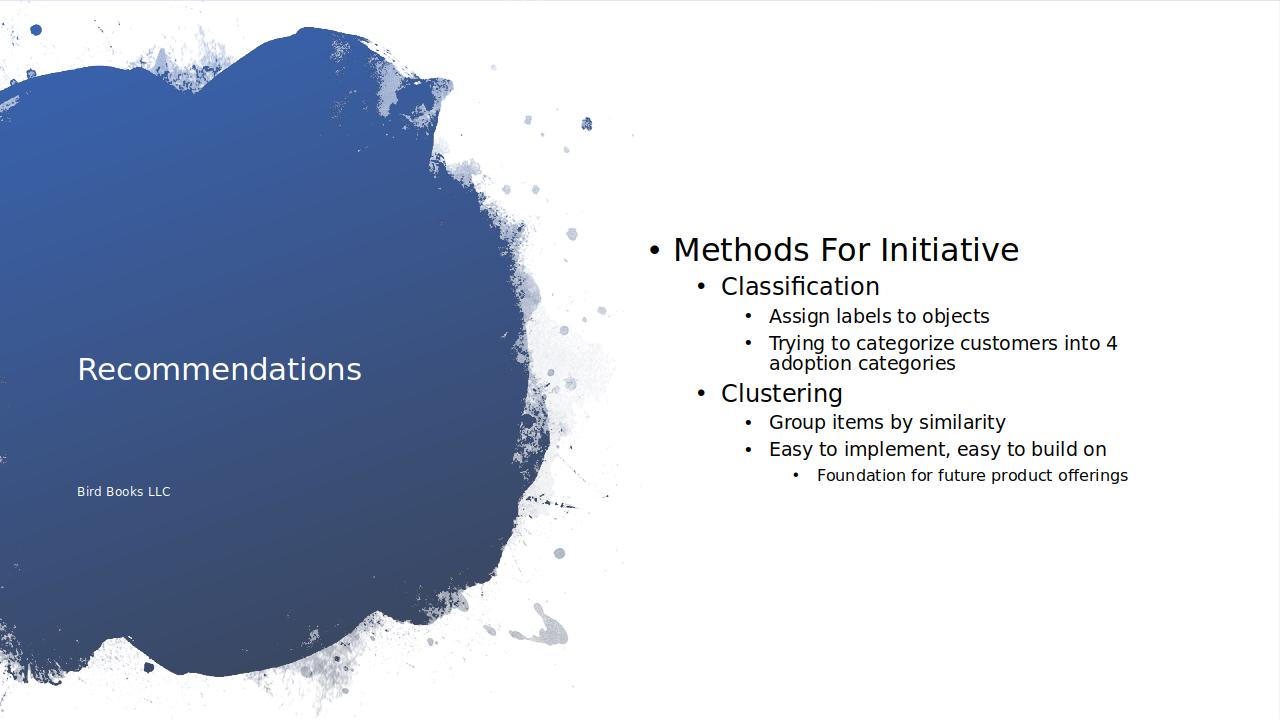 Recommendations
Bird Books LLC
• Methods For Initiative
• Classification
• Assign labels to objects
• Trying to categorize customers into 4
adoption categories
• Clustering
• Group items by similarity
• Easy to implement, easy to build on
• Foundation for future product offerings